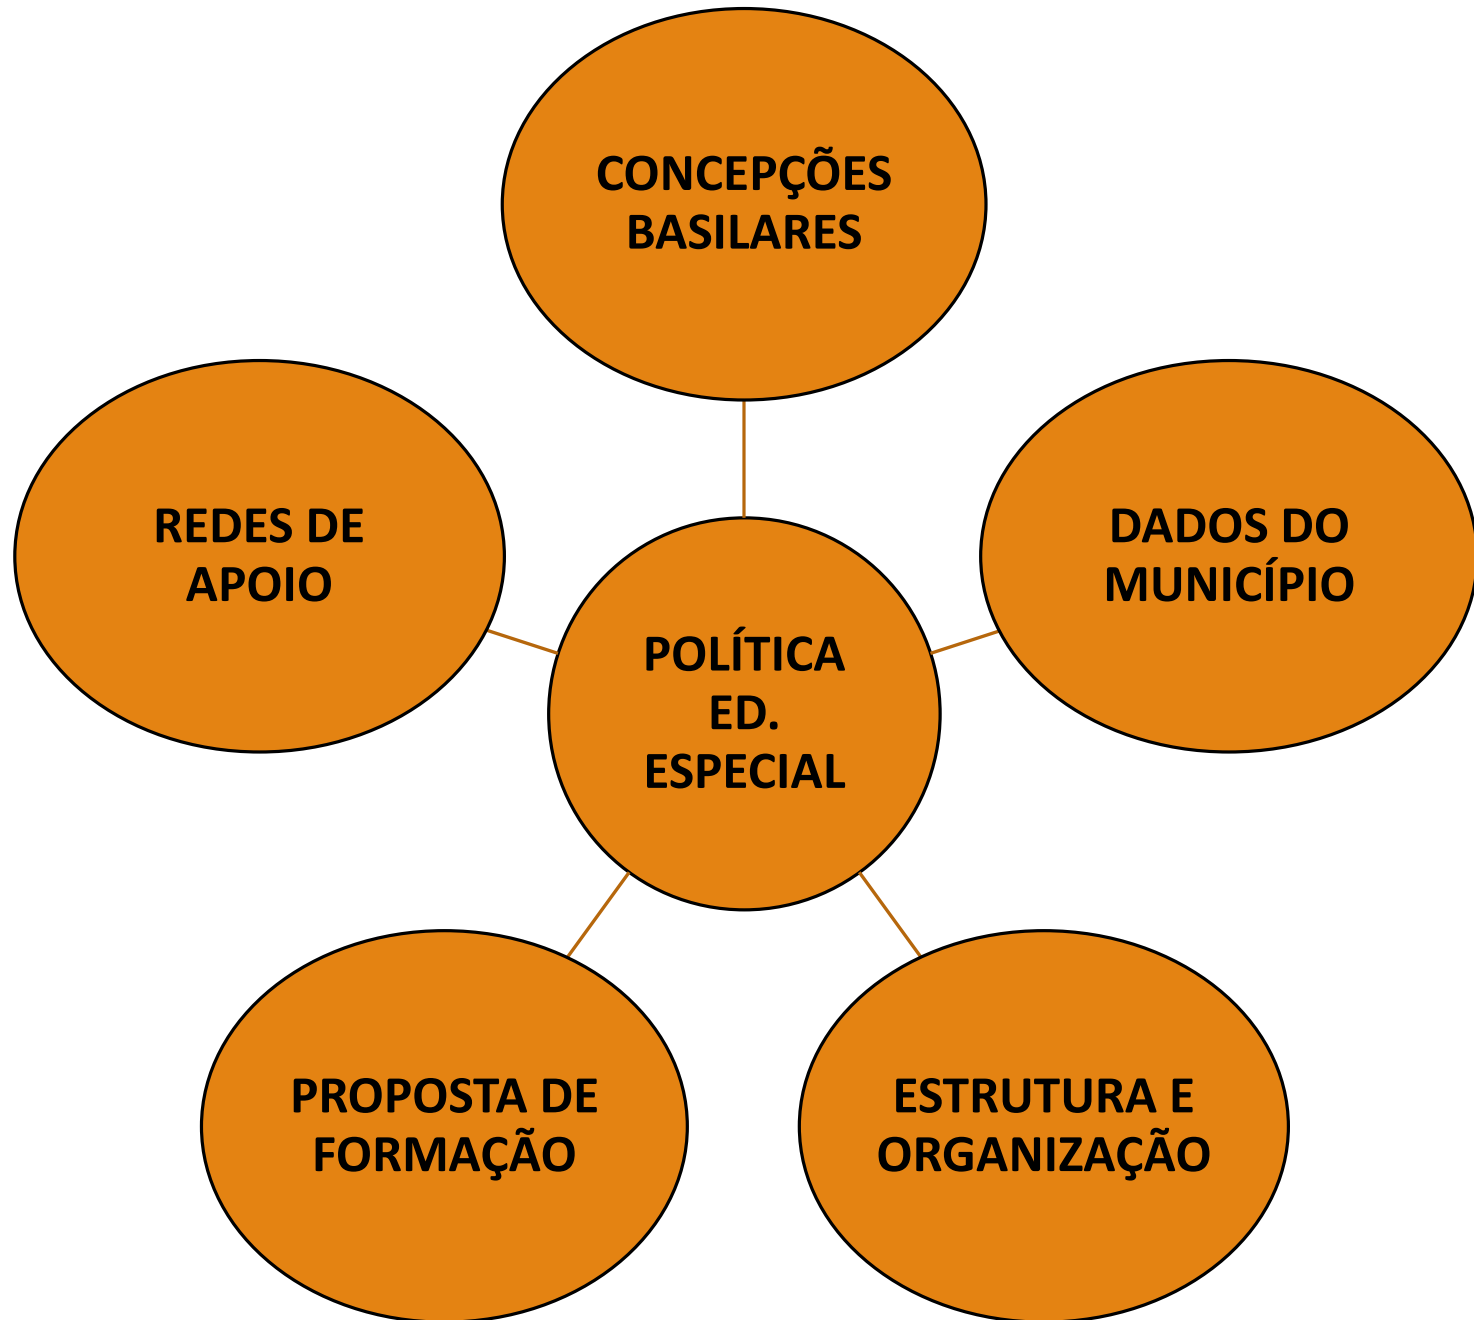 CONCEPÇÕES
BASILARES
REDES DE
APOIO
DADOS DO
MUNICÍPIO
POLÍTICA
ED.
ESPECIAL
PROPOSTA DE
FORMAÇÃO
ESTRUTURA E
ORGANIZAÇÃO